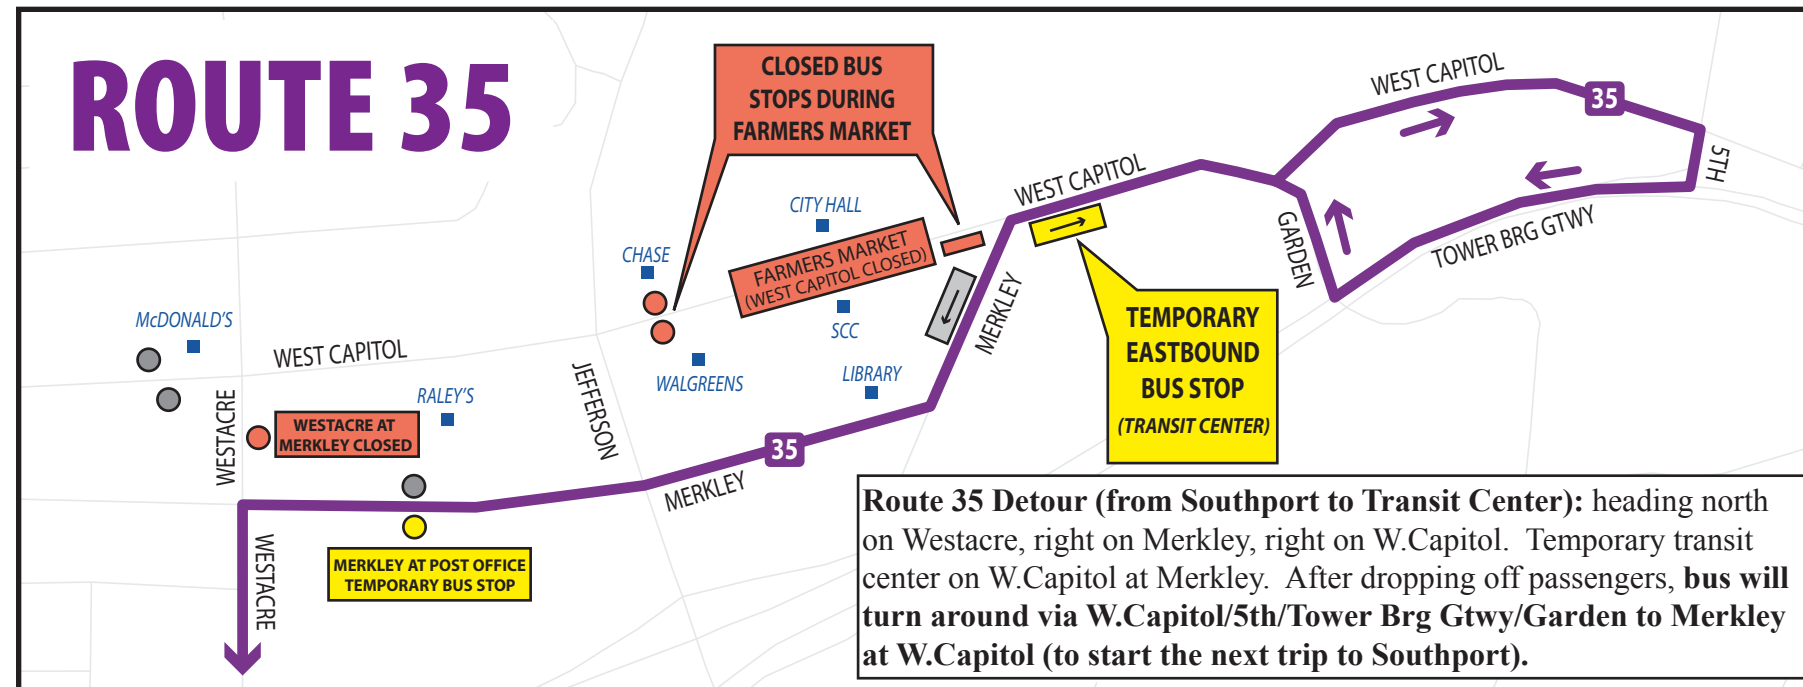 ROUTE 35
CLOSED BUS
STOPS DURING
FARMERS MARKET
WEST CAPITOL
35
5TH
WEST CAPITOL
CITY HALL
GARDEN
TOWER BRG GTWY
CHASE
FARMERS MARKET
(WEST CAPITOL CLOSED)
MERKLEY
McDONALD'S
SCC
TEMPORARY
EASTBOUND
BUS STOP
(TRANSIT CENTER)
WEST CAPITOL
JEFFERSON
WALGREENS
LIBRARY
RALEY'S
WESTACRE
WESTACRE AT
MERKLEY CLOSED
35
MERKLEY
WESTACRE
MERKLEY AT POST OFFICE
TEMPORARY BUS STOP
Route 35 Detour (from Southport to Transit Center): heading north
on Westacre, right on Merkley, right on W.Capitol.  Temporary transit
center on W.Capitol at Merkley.  After dropping off passengers, bus will
turn around via W.Capitol/5th/Tower Brg Gtwy/Garden to Merkley
at W.Capitol (to start the next trip to Southport).